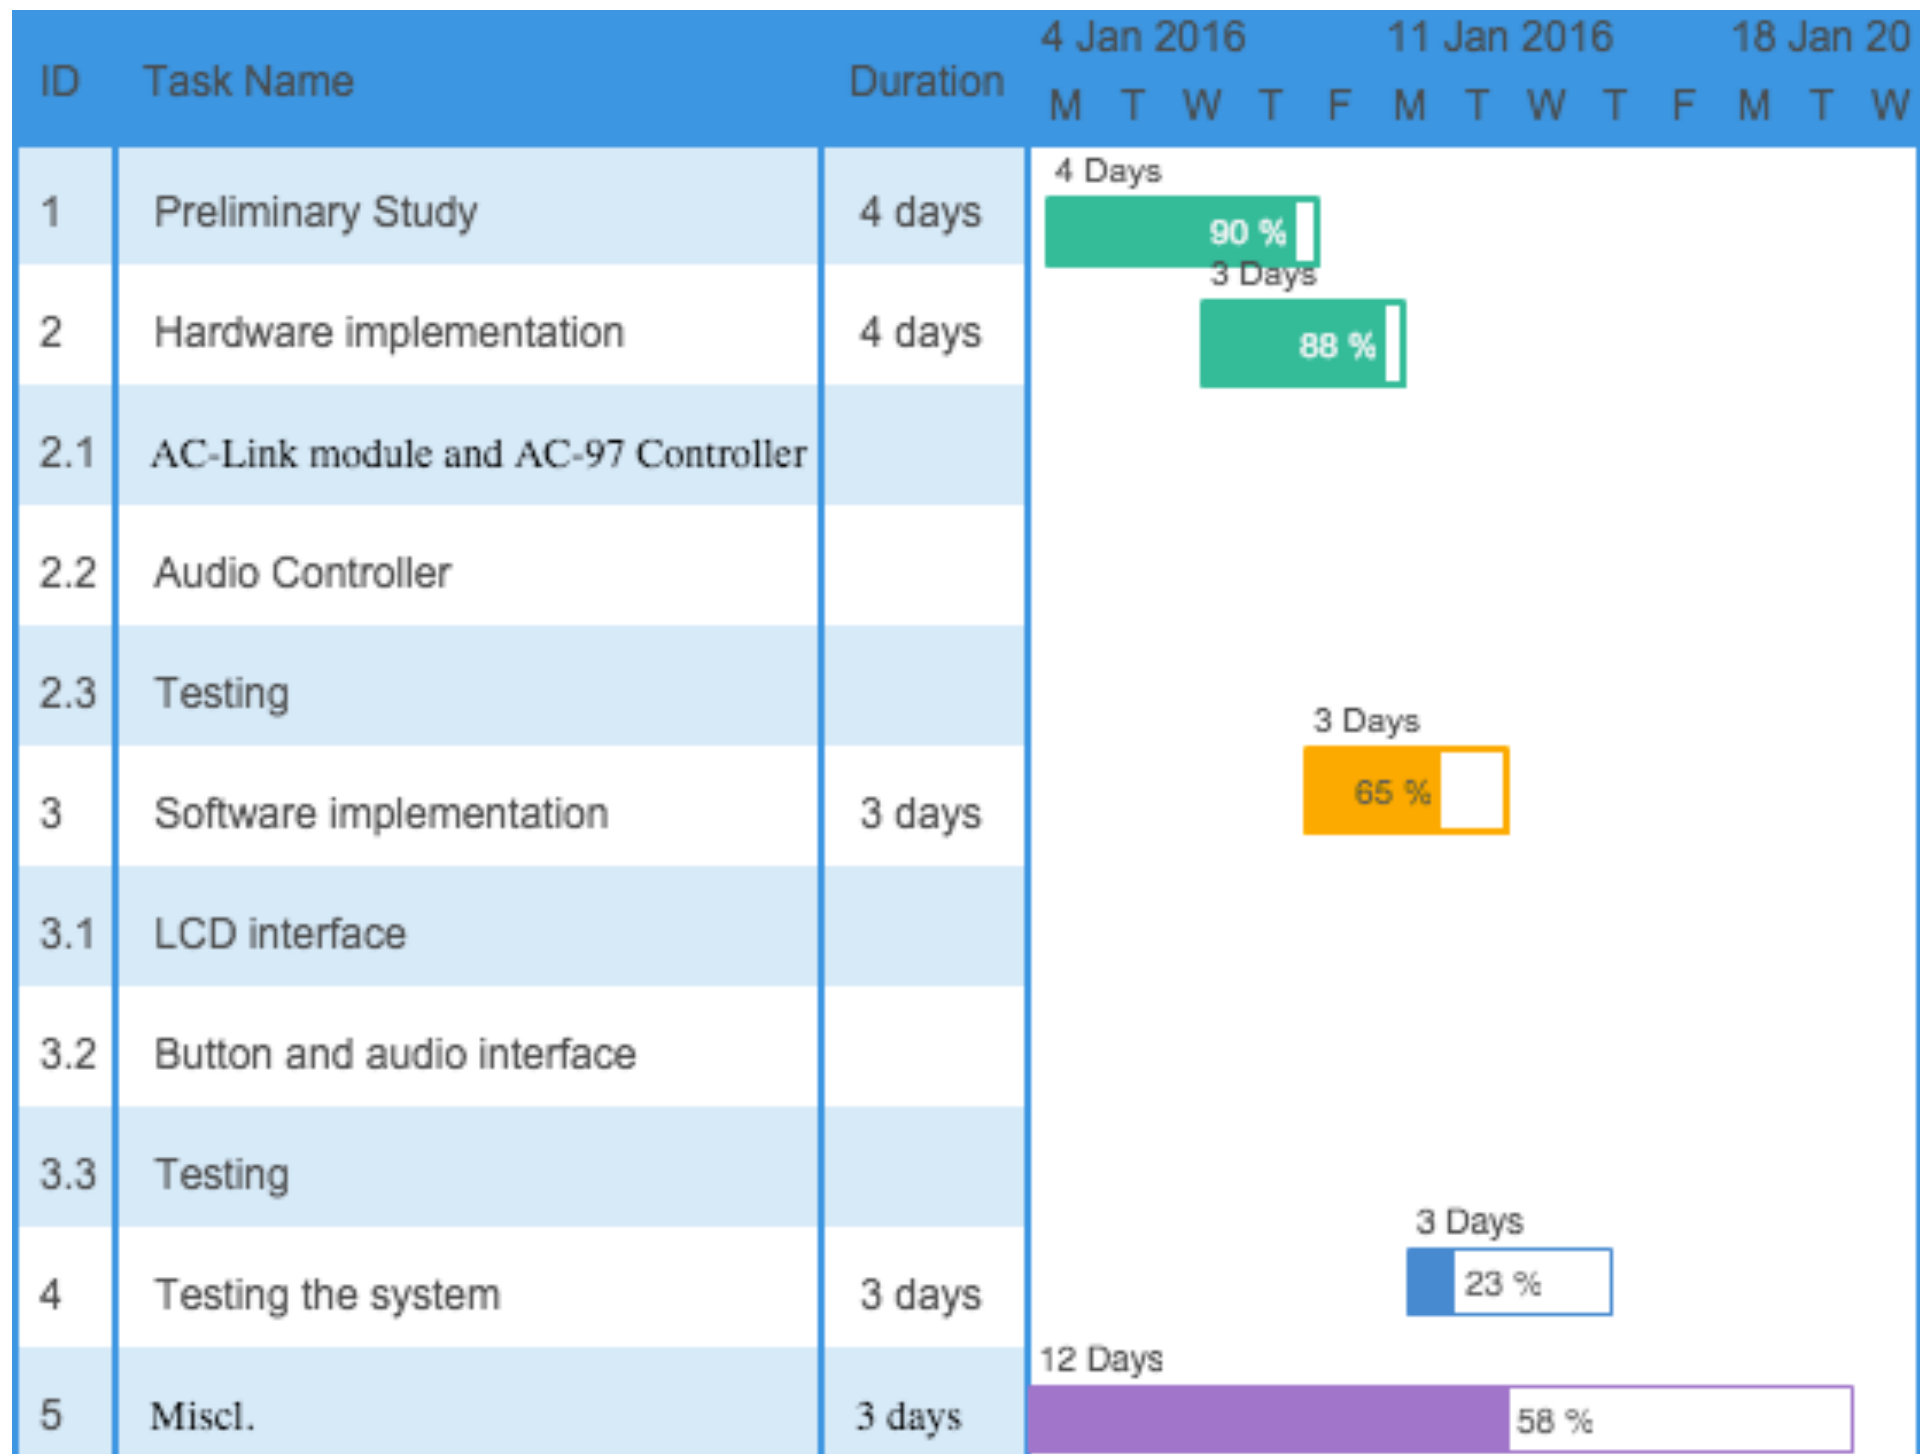 4 Jan 2016 11 Jan 2016 18 Jan 20
ID Task Name Duration
M T W T F M T W T F M T W
4 Days
1 Preliminary Study 4 days
90 %
3 Days
2 Hardware implementation 4 days
88 %
2.1 AC-Link module and AC-97 Controller
2.2 Audio Controller
2.3 Testing
3 Days
65 %
3 Software implementation 3 days
3.1 LCD interface
3.2 Button and audio interface
3.3 Testing
3 Days
23 %
4 Testing the system 3 days
12 Days
5 Miscl. 3 days
58 %